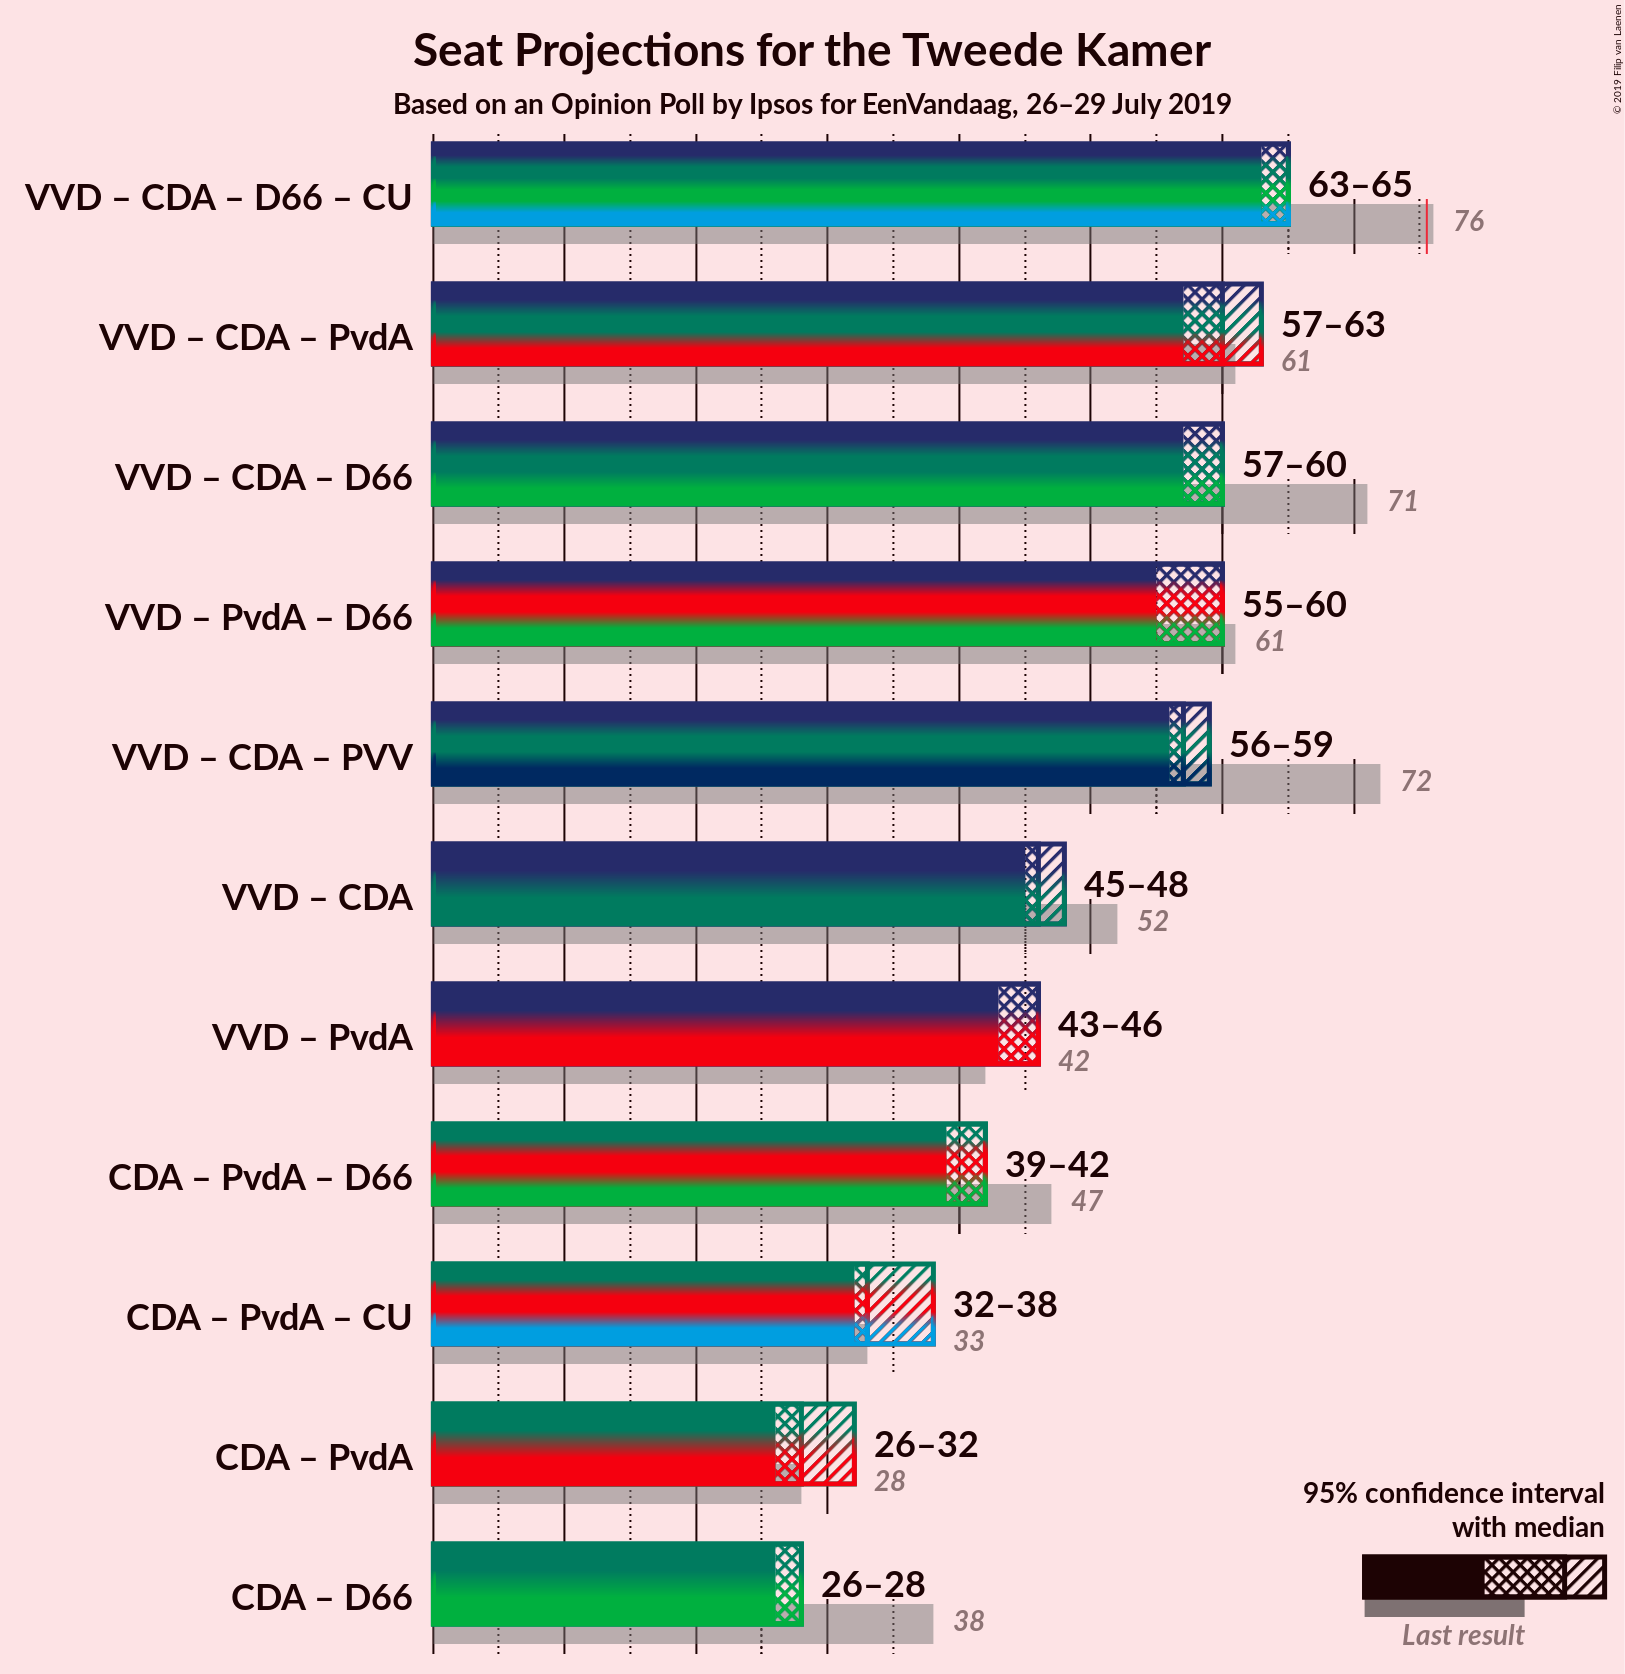 Seat Projections for the Tweede Kamer
Based on an Opinion Poll by Ipsos for EenVandaag, 26–29 July 2019
© 2019 Filip van Laenen
VVD – CDA – D66 – CU
63–65
76
VVD – CDA – PvdA
57–63
61
VVD – CDA – D66
57–60
71
VVD – PvdA – D66
55–60
61
VVD – CDA – PVV
56–59
72
VVD – CDA
45–48
52
VVD – PvdA
43–46
42
CDA – PvdA – D66
39–42
47
CDA – PvdA – CU
32–38
33
CDA – PvdA
26–32
28
CDA – D66
26–28
38
95% confidence interval
with median
Last result